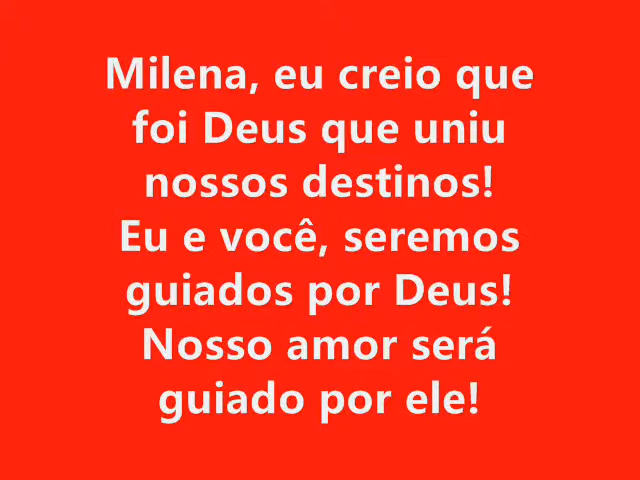 Milena, eu creio que
foi Deus que uniu
nossos destinos!
Eu e você, seremos
guiados por Deus!
Nosso amor será
guiado por ele!